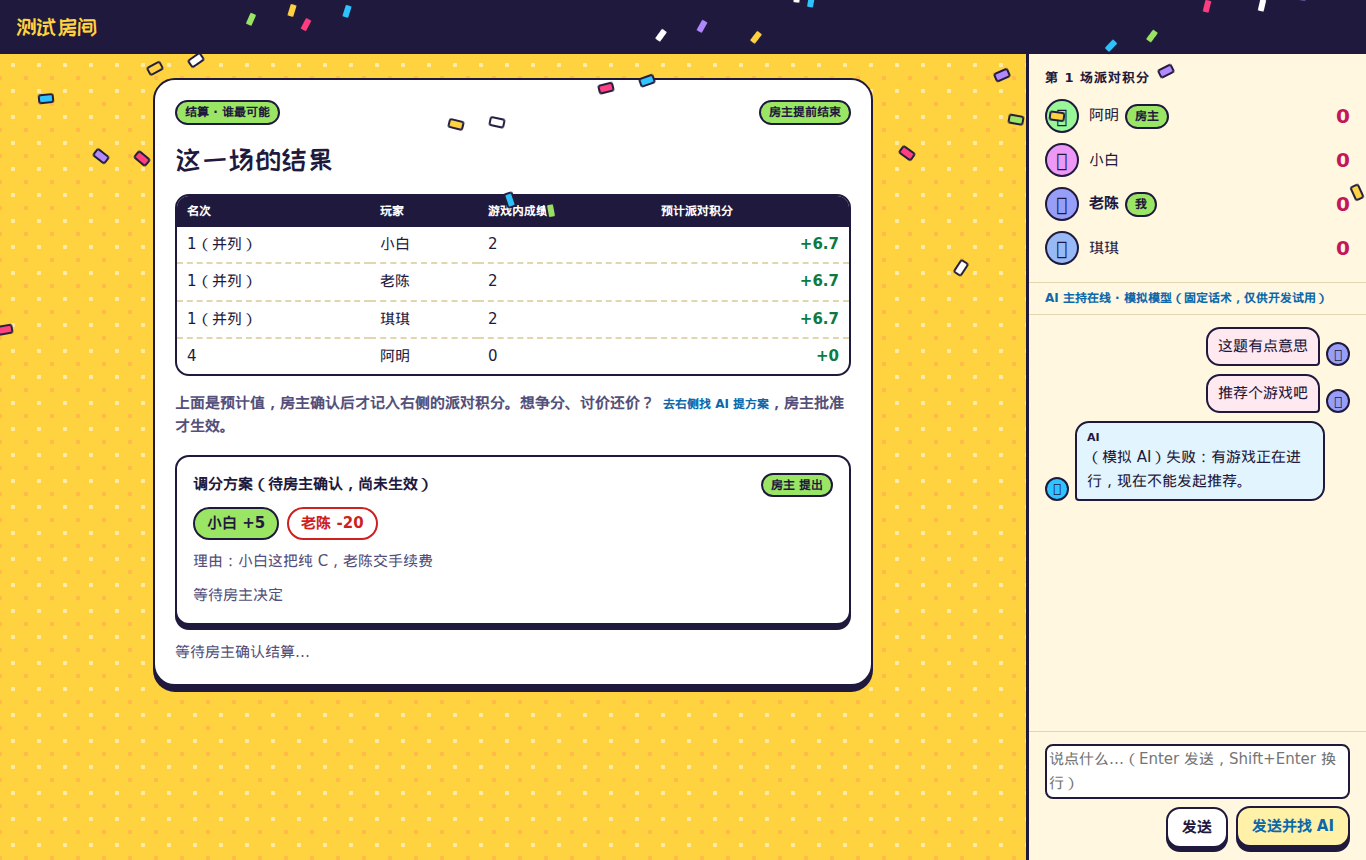 测试房间
结算 · 谁最可能
房主提前结束
这一场的结果
名次 玩家 游戏内成绩 预计派对积分
1（并列） 小白 2 +6.7
1（并列） 老陈 2 +6.7
1（并列） 琪琪 2 +6.7
4 阿明 0 +0
上面是预计值，房主确认后才记入右侧的派对积分。想争分、讨价还价？ 去右侧找 AI 提方案，房主批准
才生效。
调分方案（待房主确认，尚未生效）
房主 提出
小白 +5 老陈 -20
理由：小白这把纯 C，老陈交手续费
等待房主决定
等待房主确认结算...
第 1 场派对积分
阿明 房主 0
小白 0
老陈 我 0
琪琪 0
AI 主持在线 · 模拟模型（固定话术，仅供开发试用）
这题有点意思
推荐个游戏吧
AI
（模拟 AI）失败：有游戏正在进
行，现在不能发起推荐。
说点什么...（Enter 发送，Shift+Enter 换
行）
发送 发送并找 AI